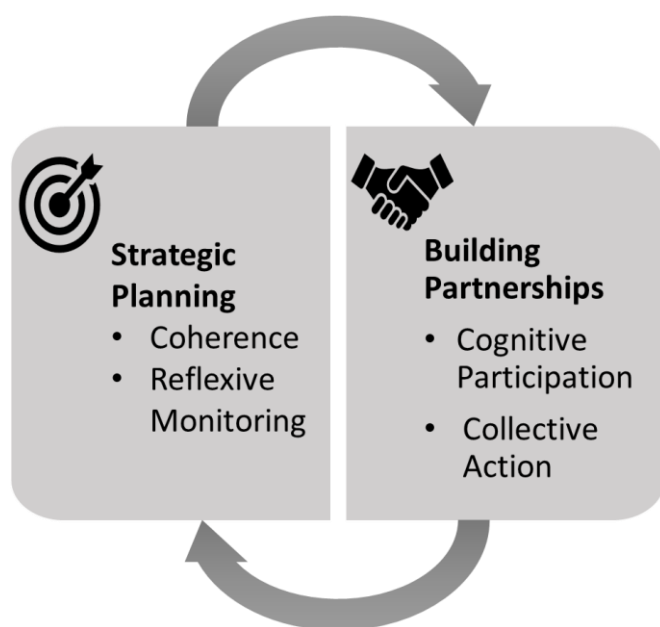 Strategic
Planning
• Coherence
• Reflexive
Monitoring
Building
Partnerships
• Cognitive
Participation
• Collective
Action